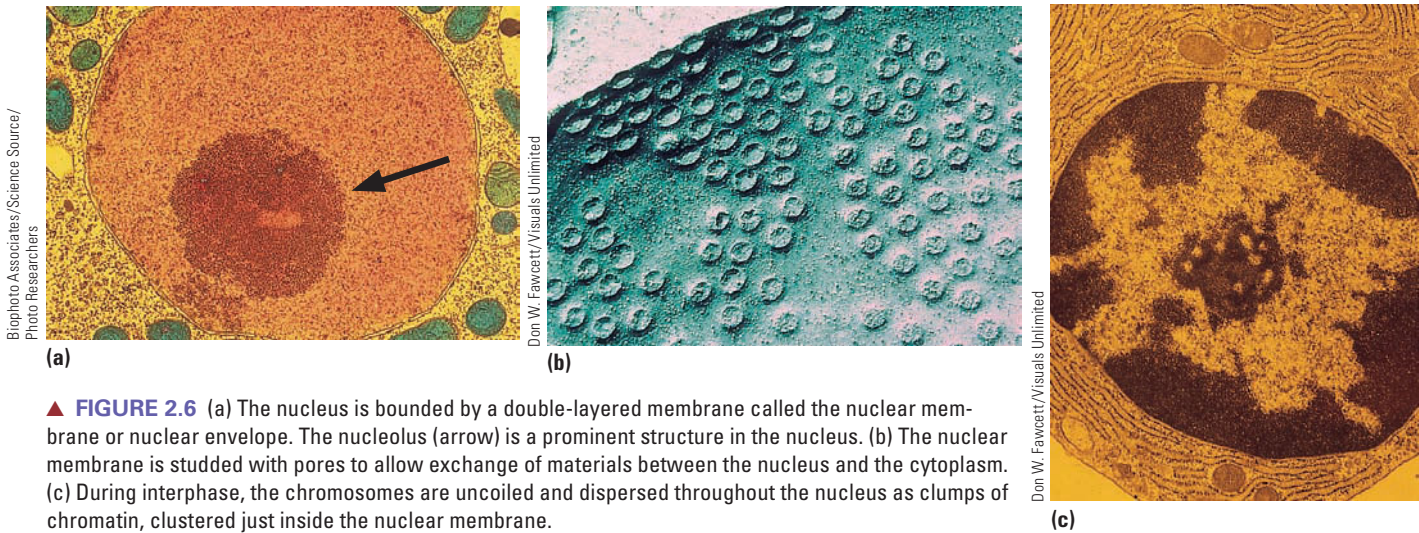 Biophoto Associates/Science Source/
Photo Researchers
(a)
Don W. Fawcett/Visuals Unlimited
(b)
Don W. Fawcett/Visuals Unlimited
(c)
▲ FIGURE 2.6 (a) The nucleus is bounded by a double-layered membrane called the nuclear mem-
brane or nuclear envelope. The nucleolus (arrow) is a prominent structure in the nucleus. (b) The nuclear
membrane is studded with pores to allow exchange of materials between the nucleus and the cytoplasm.
(c) During interphase, the chromosomes are uncoiled and dispersed throughout the nucleus as clumps of
chromatin, clustered just inside the nuclear membrane.